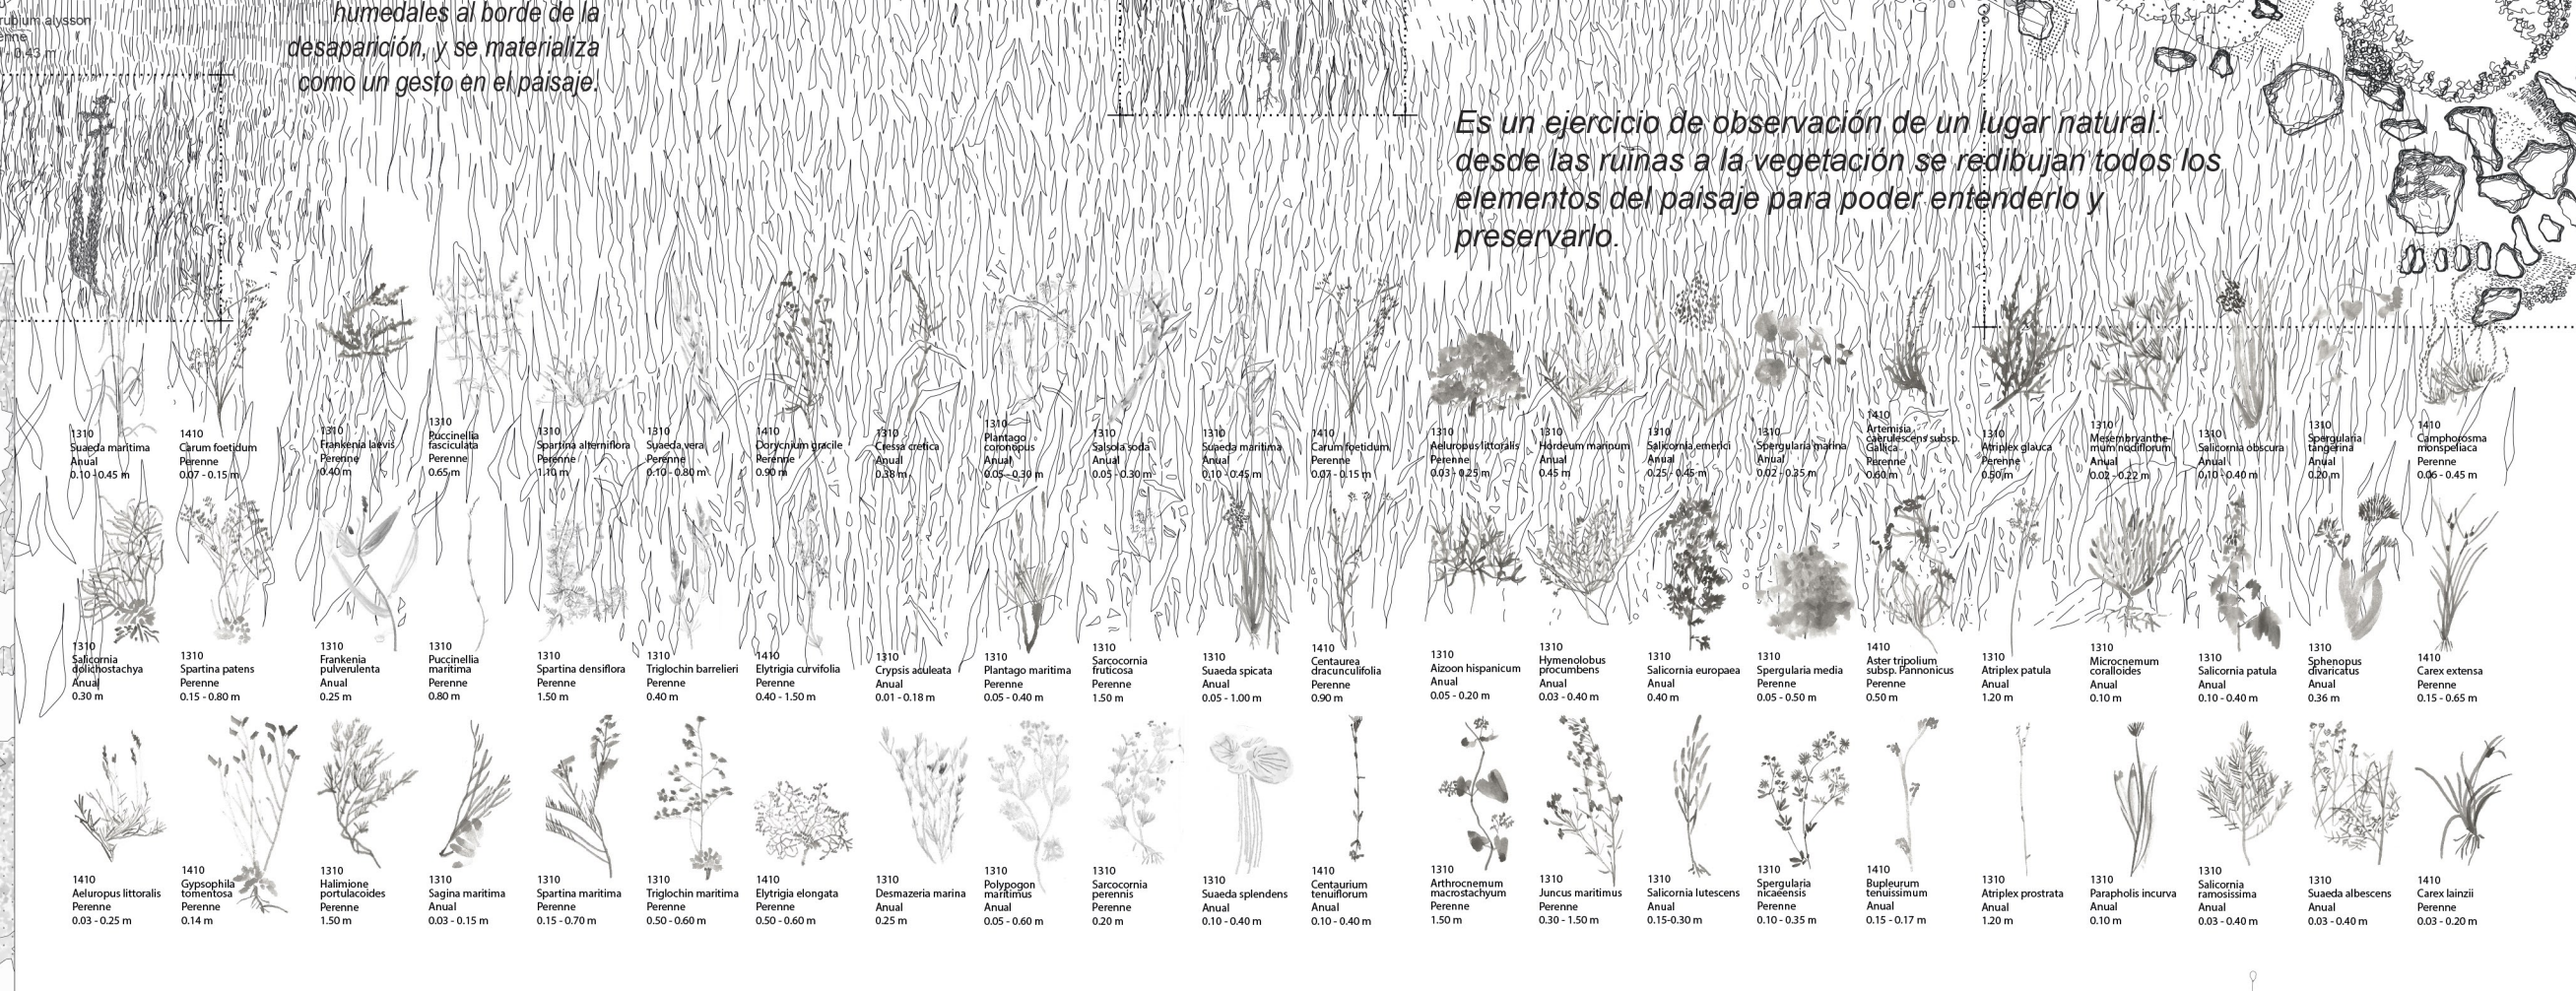 rubium alysson
enne
- 0,43 m
humedales al borde de la
desaparición, y se materializa
como un gesto en el paisaje.
Es un ejercicio de observación de un lugar natural:
desde las ruinas a la vegetación se redibujan todos los
elementos del paisaje para poder entenderlo y
preservarlo.
1310
Suaeda maritima
Anual
0.10 - 0.45 m
1410
Carum foetidum
Perenne
0.07 - 0.15 m
1310
Frankenia laevis
Perenne
0.40 m
1310
Puccinellia
fasciculata
Perenne
0.65 m
1310
Spartina alterniflora
Perenne
1.10 m
1310
Suaeda vera
Perenne
0.10 - 0.80 m
1410
Dorycnium gracile
Perenne
0.90 m
1310
Cressa cretica
Anual
0.38 m
1310
Plantago
coronopus
Anual
0.05 - 0.30 m
1310
Salsola soda
Anual
0.05 - 0.30 m
1310
Suaeda maritima
Anual
0.10 - 0.45 m
1410
Carum foetidum
Perenne
0.07 - 0.15 m
1310
Aeluropus littoralis
Perenne
0.03 - 0.25 m
1310
Hordeum marinum
Anual
0.45 m
1310
Salicornia emerici
Anual
0.25 - 0.45 m
1310
Spergularia marina
Anual
0.02 - 0.35 m
1410
Artemisia
caerulescens subsp.
Gallica
Perenne
0.60 m
1310
Atriplex glauca
Perenne
0.50 m
1310
Mesembryanthe-
mum nodiflorum
Anual
0.02 - 0.22 m
1310
Salicornia obscura
Anual
0.10 - 0.40 m
1310
Spergularia
tangerina
Anual
0.20 m
1410
Camphorosma
monspeliaca
Perenne
0.06 - 0.45 m
1310
Salicornia
dolichostachya
Anual
0.30 m
1310
Spartina patens
Perenne
0.15 - 0.80 m
1310
Frankenia
pulverulenta
Anual
0.25 m
1310
Puccinellia
maritima
Perenne
0.80 m
1310
Spartina densiflora
Perenne
1.50 m
1310
Triglochin barrelieri
Perenne
0.40 m
1410
Elytrigia curvifolia
Perenne
0.40 - 1.50 m
1310
Crypsis aculeata
Anual
0.01 - 0.18 m
1310
Plantago maritima
Perenne
0.05 - 0.40 m
1310
Sarcocornia
fruticosa
Perenne
1.50 m
1310
Suaeda spicata
Anual
0.05 - 1.00 m
1410
Centaurea
dracunculifolia
Perenne
0.90 m
1310
Aizoon hispanicum
Anual
0.05 - 0.20 m
1310
Hymenolobus
procumbens
Anual
0.03 - 0.40 m
1310
Salicornia europaea
Anual
0.40 m
1310
Spergularia media
Perenne
0.05 - 0.50 m
1410
Aster tripolium
subsp. Pannonicus
Perenne
0.50 m
1310
Atriplex patula
Anual
1.20 m
1310
Microcnemum
coralloides
Anual
0.10 m
1310
Salicornia patula
Anual
0.10 - 0.40 m
1310
Sphenopus
divaricatus
Anual
0.36 m
1410
Carex extensa
Perenne
0.15 - 0.65 m
1410
Aeluropus littoralis
Perenne
0.03 - 0.25 m
1410
Gypsophila
tomentosa
Perenne
0.14 m
1310
Halimione
portulacoides
Perenne
1.50 m
1310
Sagina maritima
Anual
0.03 - 0.15 m
1310
Spartina maritima
Perenne
0.15 - 0.70 m
1310
Triglochin maritima
Perenne
0.50 - 0.60 m
1410
Elytrigia elongata
Perenne
0.50 - 0.60 m
1310
Desmazeria marina
Anual
0.25 m
1310
Polypogon
maritimus
Anual
0.05 - 0.60 m
1310
Sarcocornia
perennis
Perenne
0.20 m
1310
Suaeda splendens
Anual
0.10 - 0.40 m
1410
Centaurium
tenuiflorum
Anual
0.10 - 0.40 m
1310
Arthrocnemum
macrostachyum
Perenne
1.50 m
1310
Juncus maritimus
Perenne
0.30 - 1.50 m
1310
Salicornia lutescens
Anual
0.15-0.30 m
1310
Spergularia
nicaeensis
Perenne
0.10 - 0.35 m
1410
Bupleurum
tenuissimum
Anual
0.15 - 0.17 m
1310
Atriplex prostrata
Anual
1.20 m
1310
Parapholis incurva
Anual
0.10 m
1310
Salicornia
ramosissima
Anual
0.03 - 0.40 m
1310
Suaeda albescens
Anual
0.03 - 0.40 m
1410
Carex lainzii
Perenne
0.03 - 0.20 m